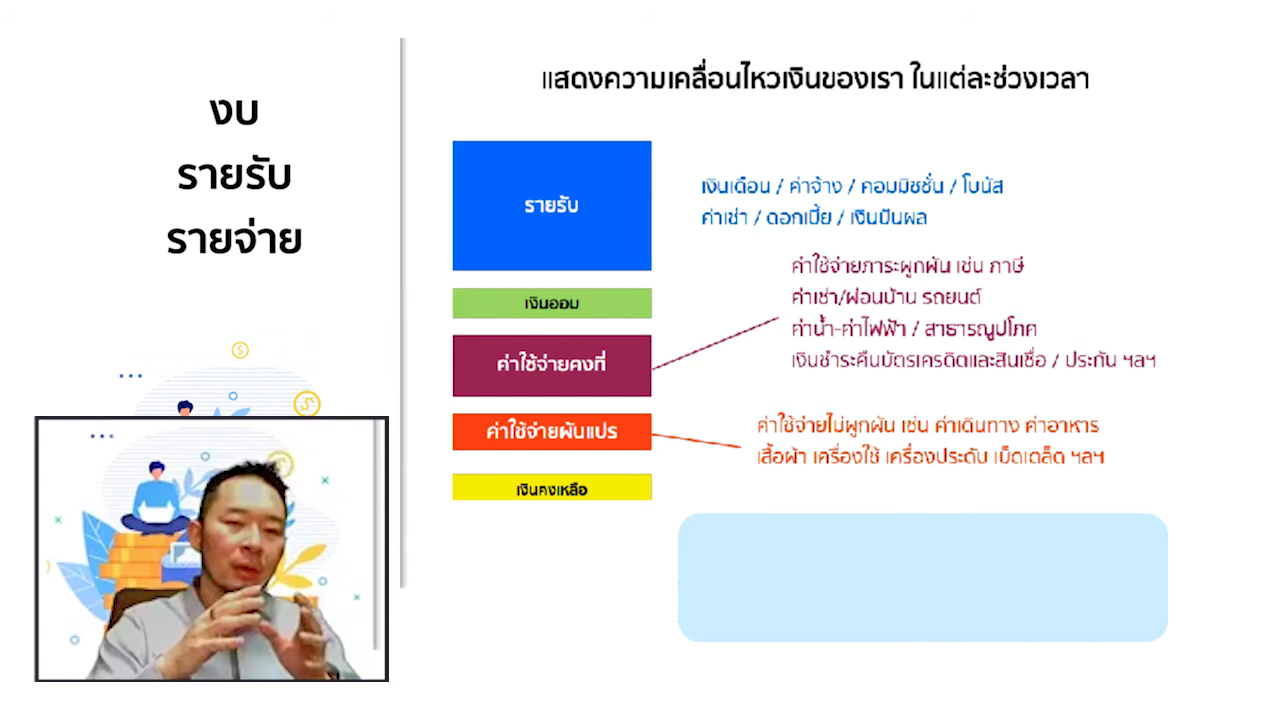 งบ
รายรับ
รายจ่าย
แสดงความเคลื่อนไหวเงินของเรา ในแต่ละช่วงเวลา
รายรับ
เงินเดือน / ค่าจ้าง / คอมมิชชั่น / โบนัส
ค่าเช่า / ดอกเบี้ย / เงินปันผล
เงินออม
ค่าใช้จ่ายคงที่
ค่าใช้จ่ายภาระผูกพัน เช่น ภาษี
ค่าเช่า/ผ่อนบ้าน รถยนต์
ค่าน้ำ-ค่าไฟฟ้า / สาธารณูปโภค
เงินชำระคืนบัตรเครดิตและสินเชื่อ / ประกัน ฯลฯ
ค่าใช้จ่ายผันแปร
ค่าใช้จ่ายไม่ผูกพัน เช่น ค่าเดินทาง ค่าอาหาร
เสื้อผ้า เครื่องใช้ เครื่องประดับ เบ็ดเตล็ด ฯลฯ
เงินคงเหลือ